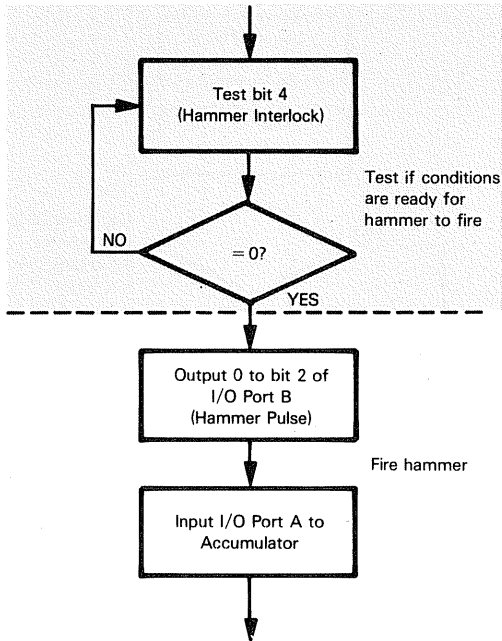 Test bit 4
(Hammer Interlock)
Test if conditions
are ready for
hammer to fire
NO
= 0?
YES
Output 0 to bit 2 of
I/O Port B
(Hammer Pulse)
Fire hammer
Input I/O Port A to
Accumulator